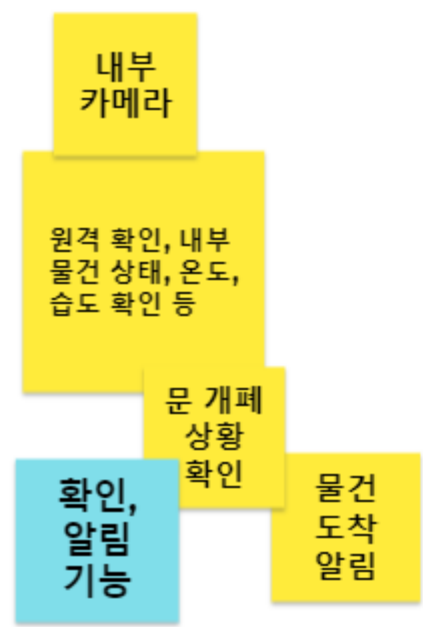 내부
카메라
원격 확인, 내부
물건 상태, 온도,
습도 확인 등
문 개폐
상황
확인
확인,
알림
기능
물건
도착
알림